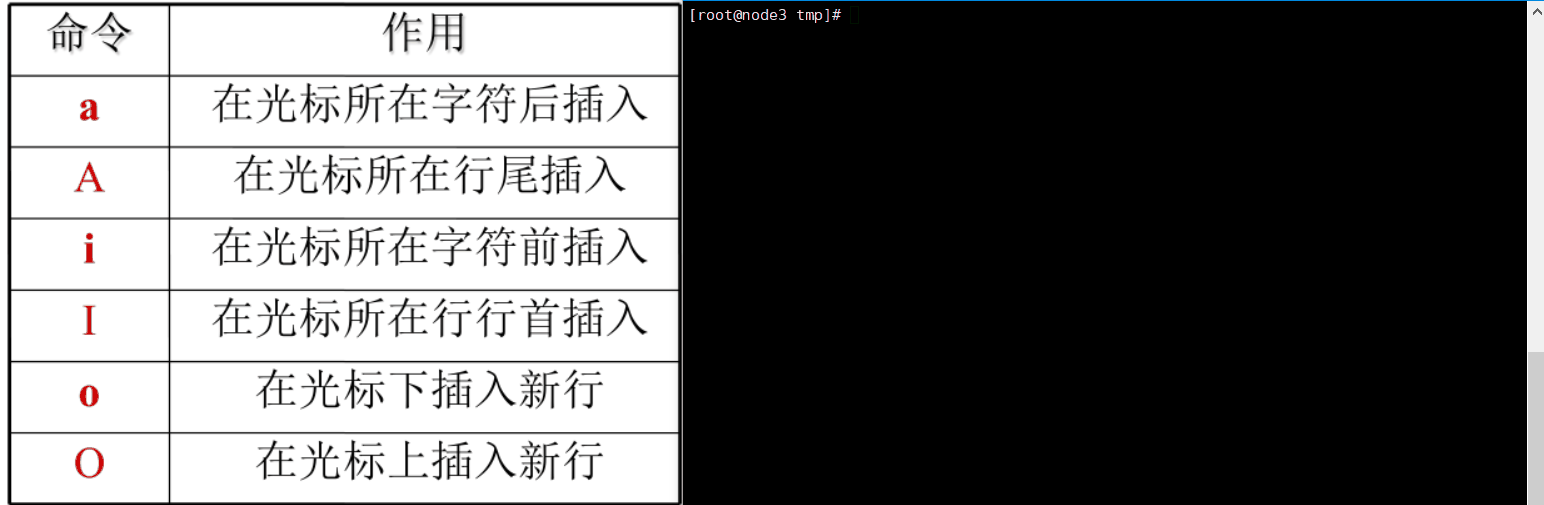 命令 作用
a 在光标所在字符后插入
A 在光标所在行尾插入
i 在光标所在字符前插入
I 在光标所在行行首插入
o 在光标下插入新行
O 在光标上插入新行
[root@node3 tmp]#